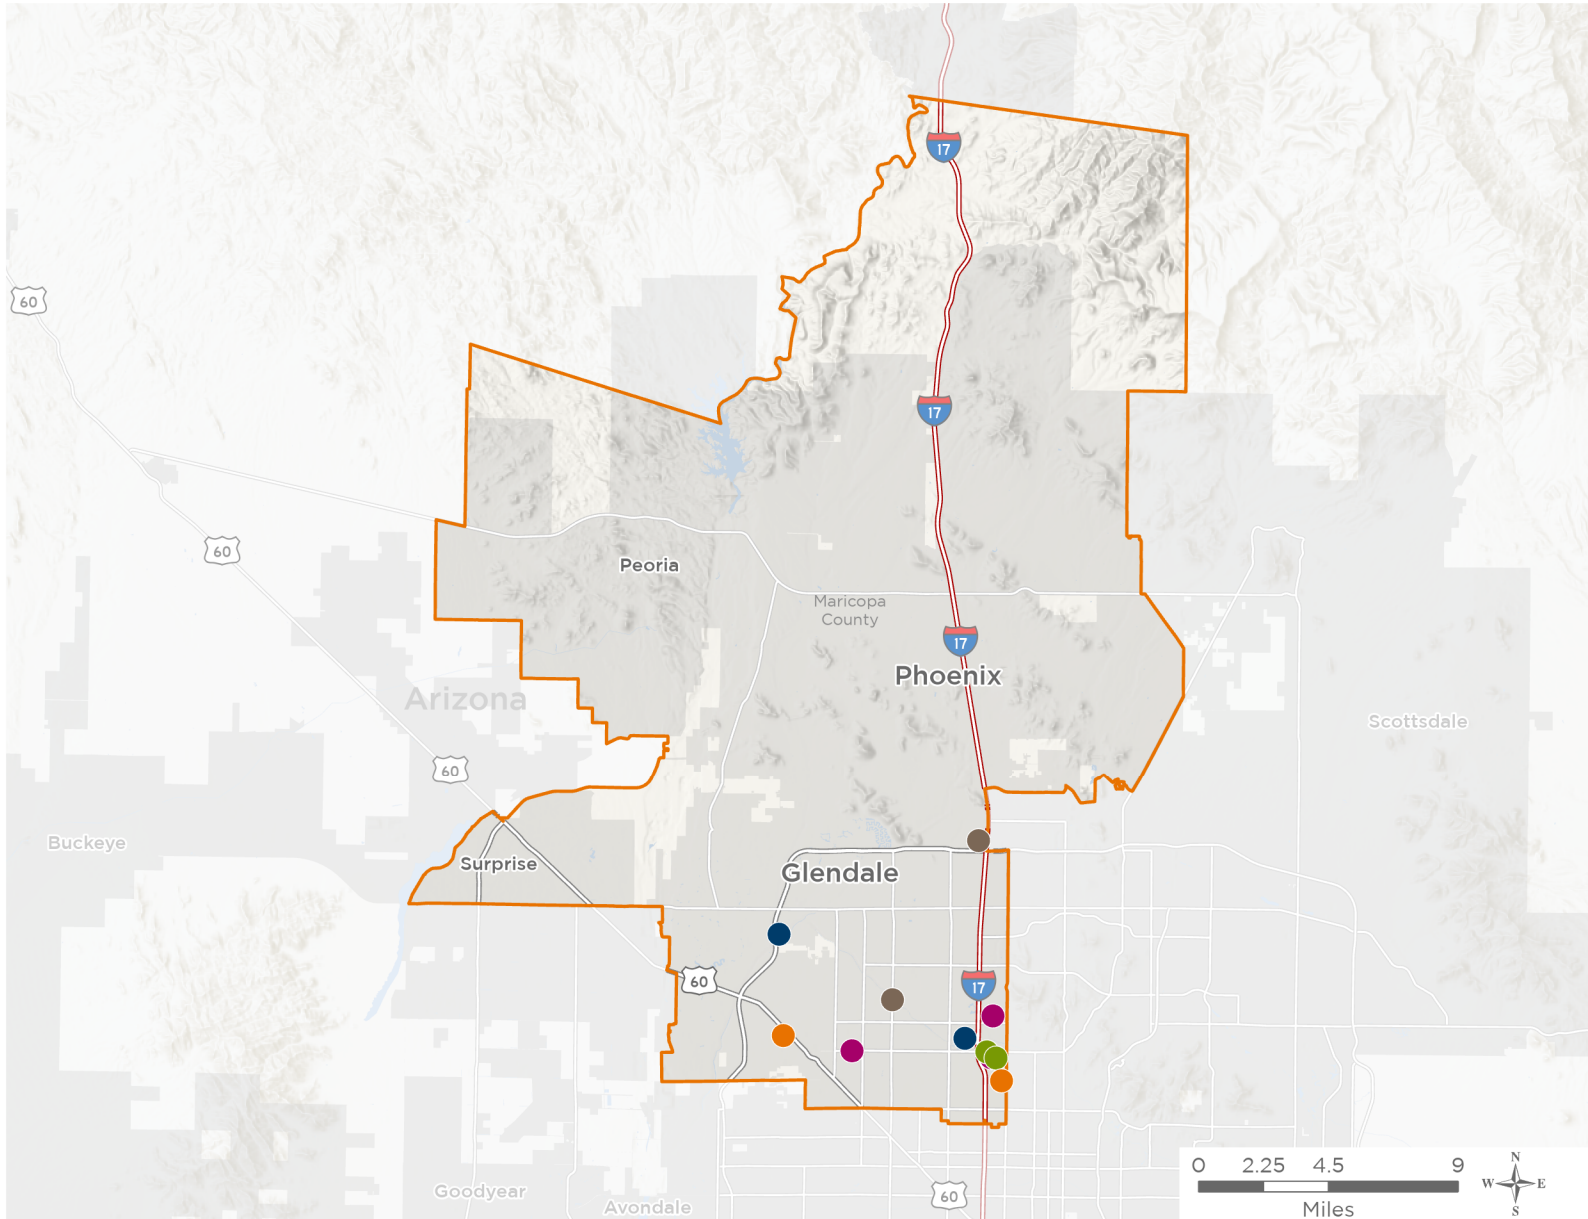 17
60
17
60
Peoria
Maricopa
County
17
Phoenix
Arizona
Scottsdale
60
Buckeye
Surprise
Glendale
60
17
Goodyear
Avondale
60
0 2.25 4.5 9
Miles
N
W E
S